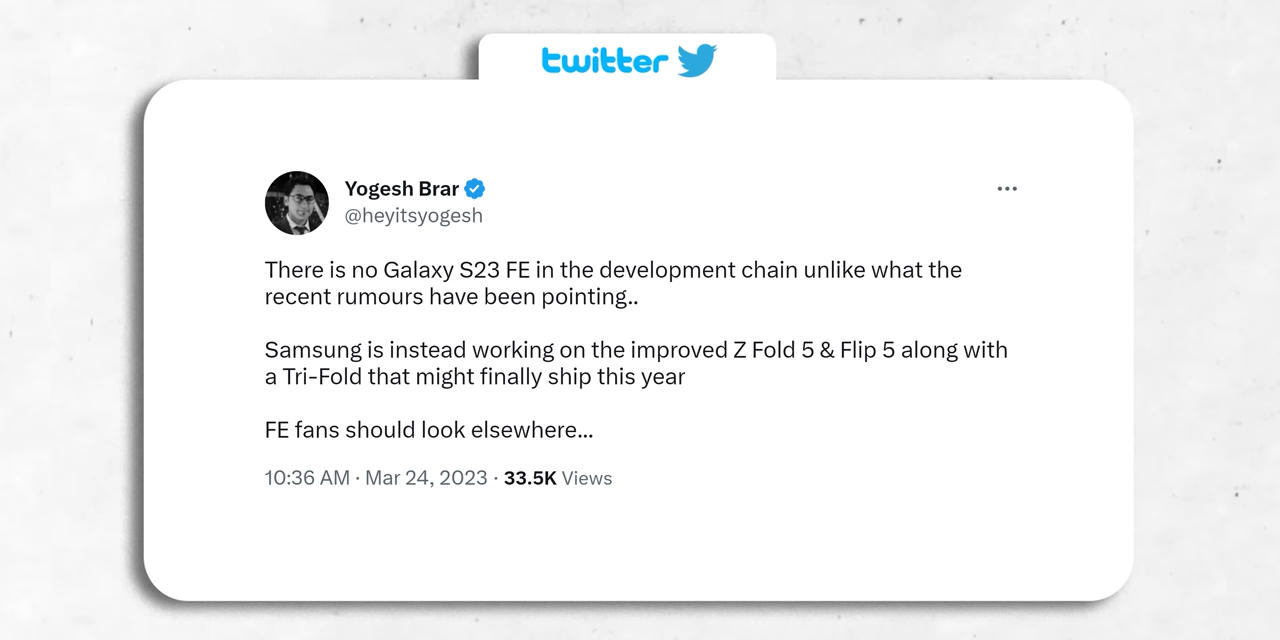 twitter
Yogesh Brar
@heyitsyogesh
There is no Galaxy S23 FE in the development chain unlike what the
recent rumours have been pointing..
Samsung is instead working on the improved Z Fold 5 & Flip 5 along with
a Tri-Fold that might finally ship this year
FE fans should look elsewhere...
10:36 AM · Mar 24, 2023 · 33.5K Views